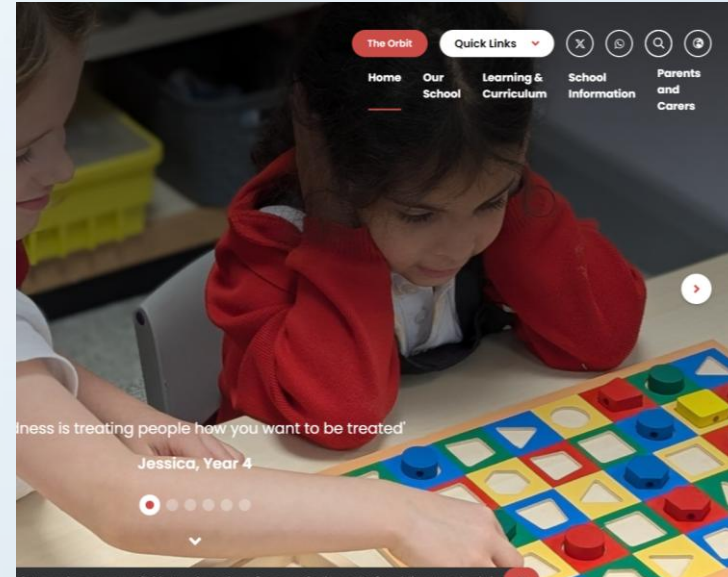 The Orbit
Quick Links
Home
Our School
Learning & Curriculum
School Information
Parents and Carers
dness is treating people how you want to be treated'
Jessica, Year 4